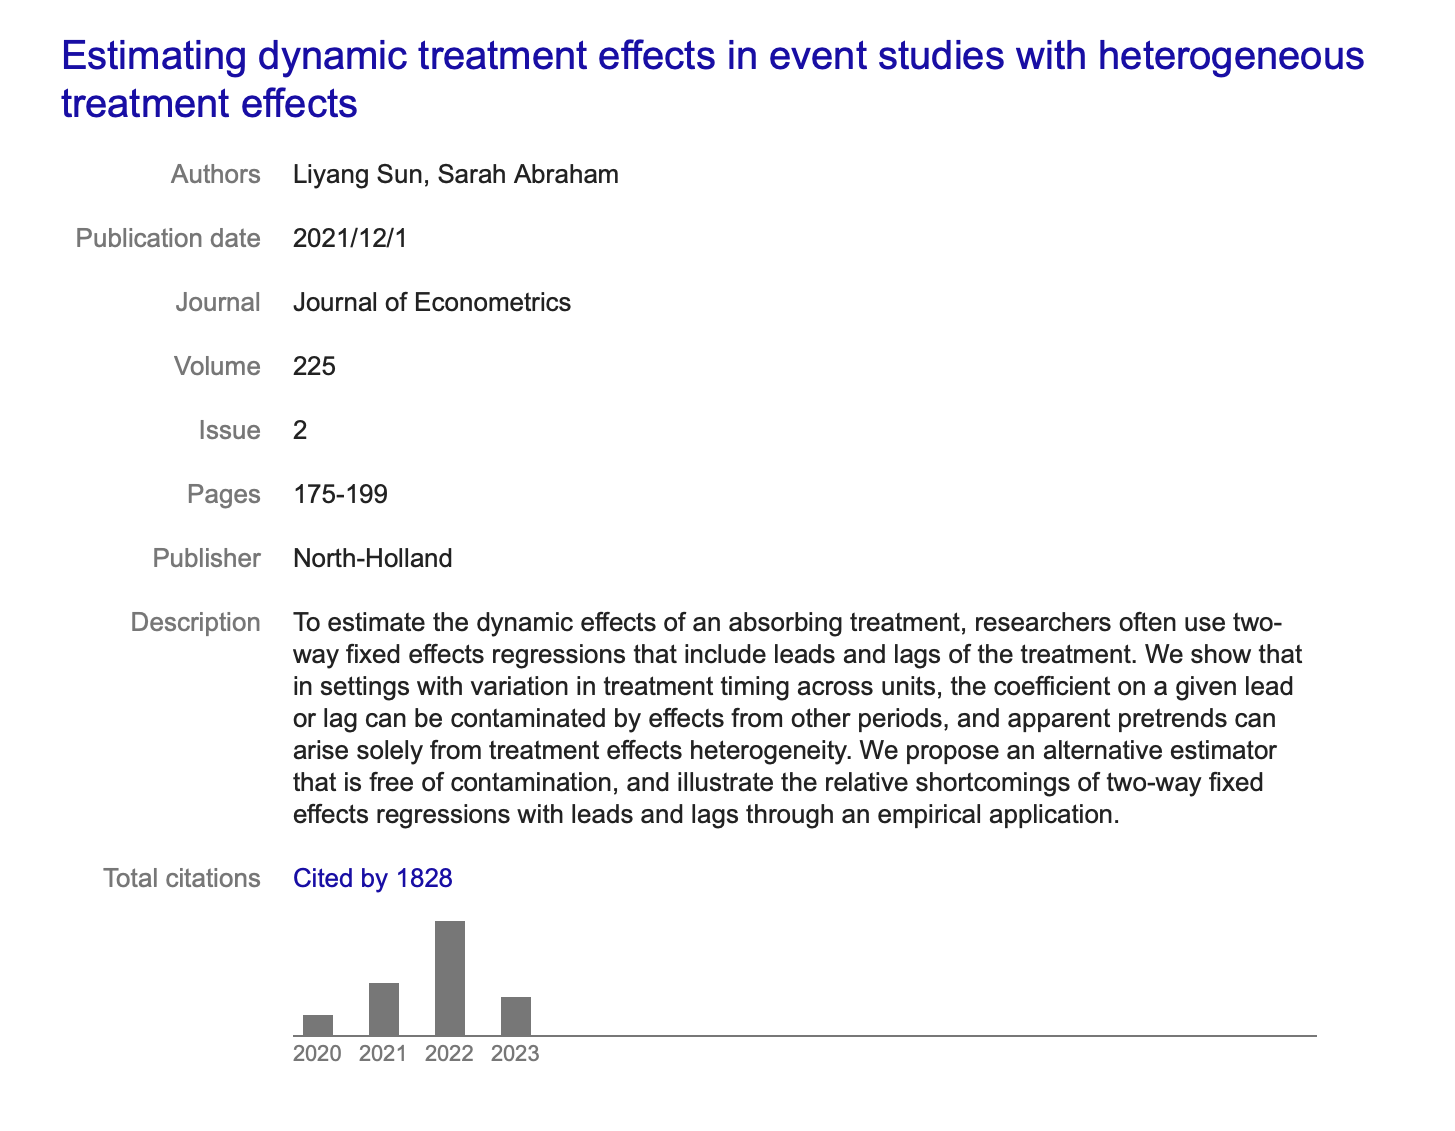 Estimating dynamic treatment effects in event studies with heterogeneous
treatment effects
Authors Liyang Sun, Sarah Abraham
Publication date 2021/12/1
Journal Journal of Econometrics
Volume 225
Issue 2
Pages 175-199
Publisher North-Holland
Description To estimate the dynamic effects of an absorbing treatment, researchers often use two-
way fixed effects regressions that include leads and lags of the treatment. We show that
in settings with variation in treatment timing across units, the coefficient on a given lead
or lag can be contaminated by effects from other periods, and apparent pretrends can
arise solely from treatment effects heterogeneity. We propose an alternative estimator
that is free of contamination, and illustrate the relative shortcomings of two-way fixed
effects regressions with leads and lags through an empirical application.
Total citations Cited by 1828
2020 2021 2022 2023